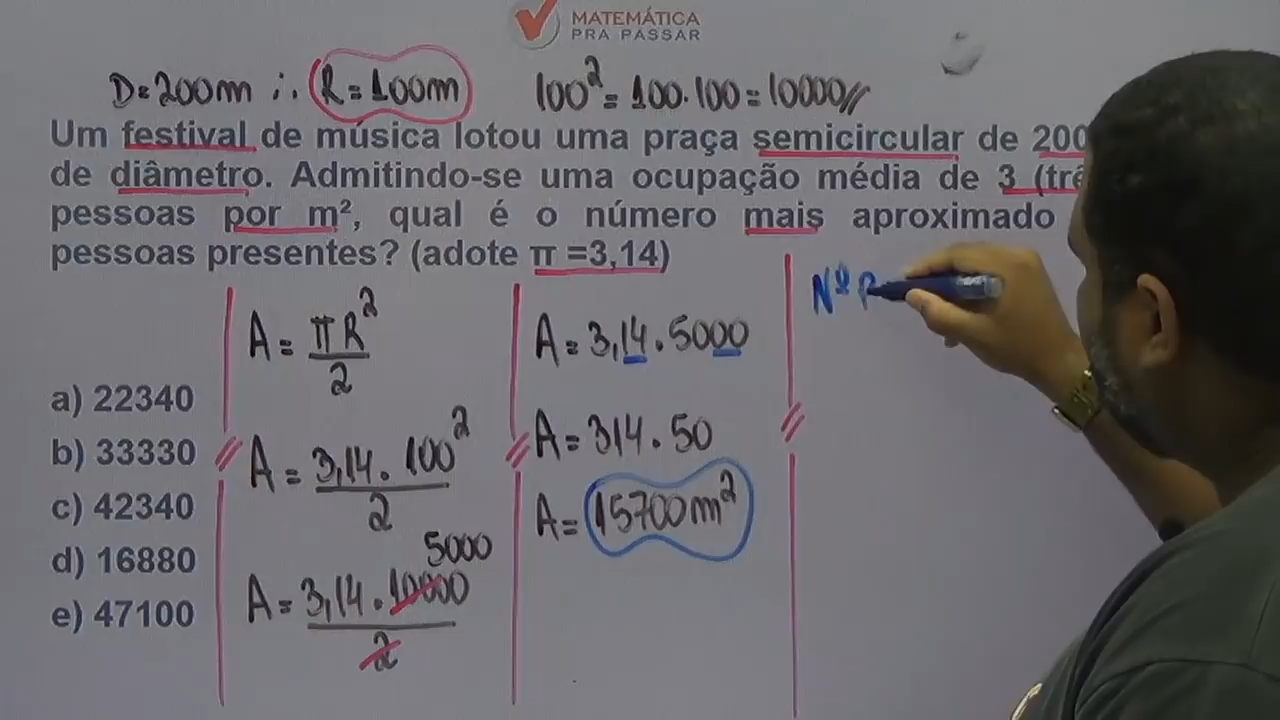 MATEMÁTICA
PRA PASSAR
D=200m ∴ R=100m 100²=100.100=10000//
Um festival de música lotou uma praça semicircular de 200
de diâmetro. Admitindo-se uma ocupação média de 3
pessoas por m², qual é o número mais aproximado
pessoas presentes? (adote π =3,14)
a) 22340
b) 33330
c) 42340
d) 16880
e) 47100
A = πR²/2
A = 3,14 . 100²/2
5000
A = 3,14 . 10000/2
A = 3,14 . 5000
A = 314 . 50
A = 15700m²
Nº P